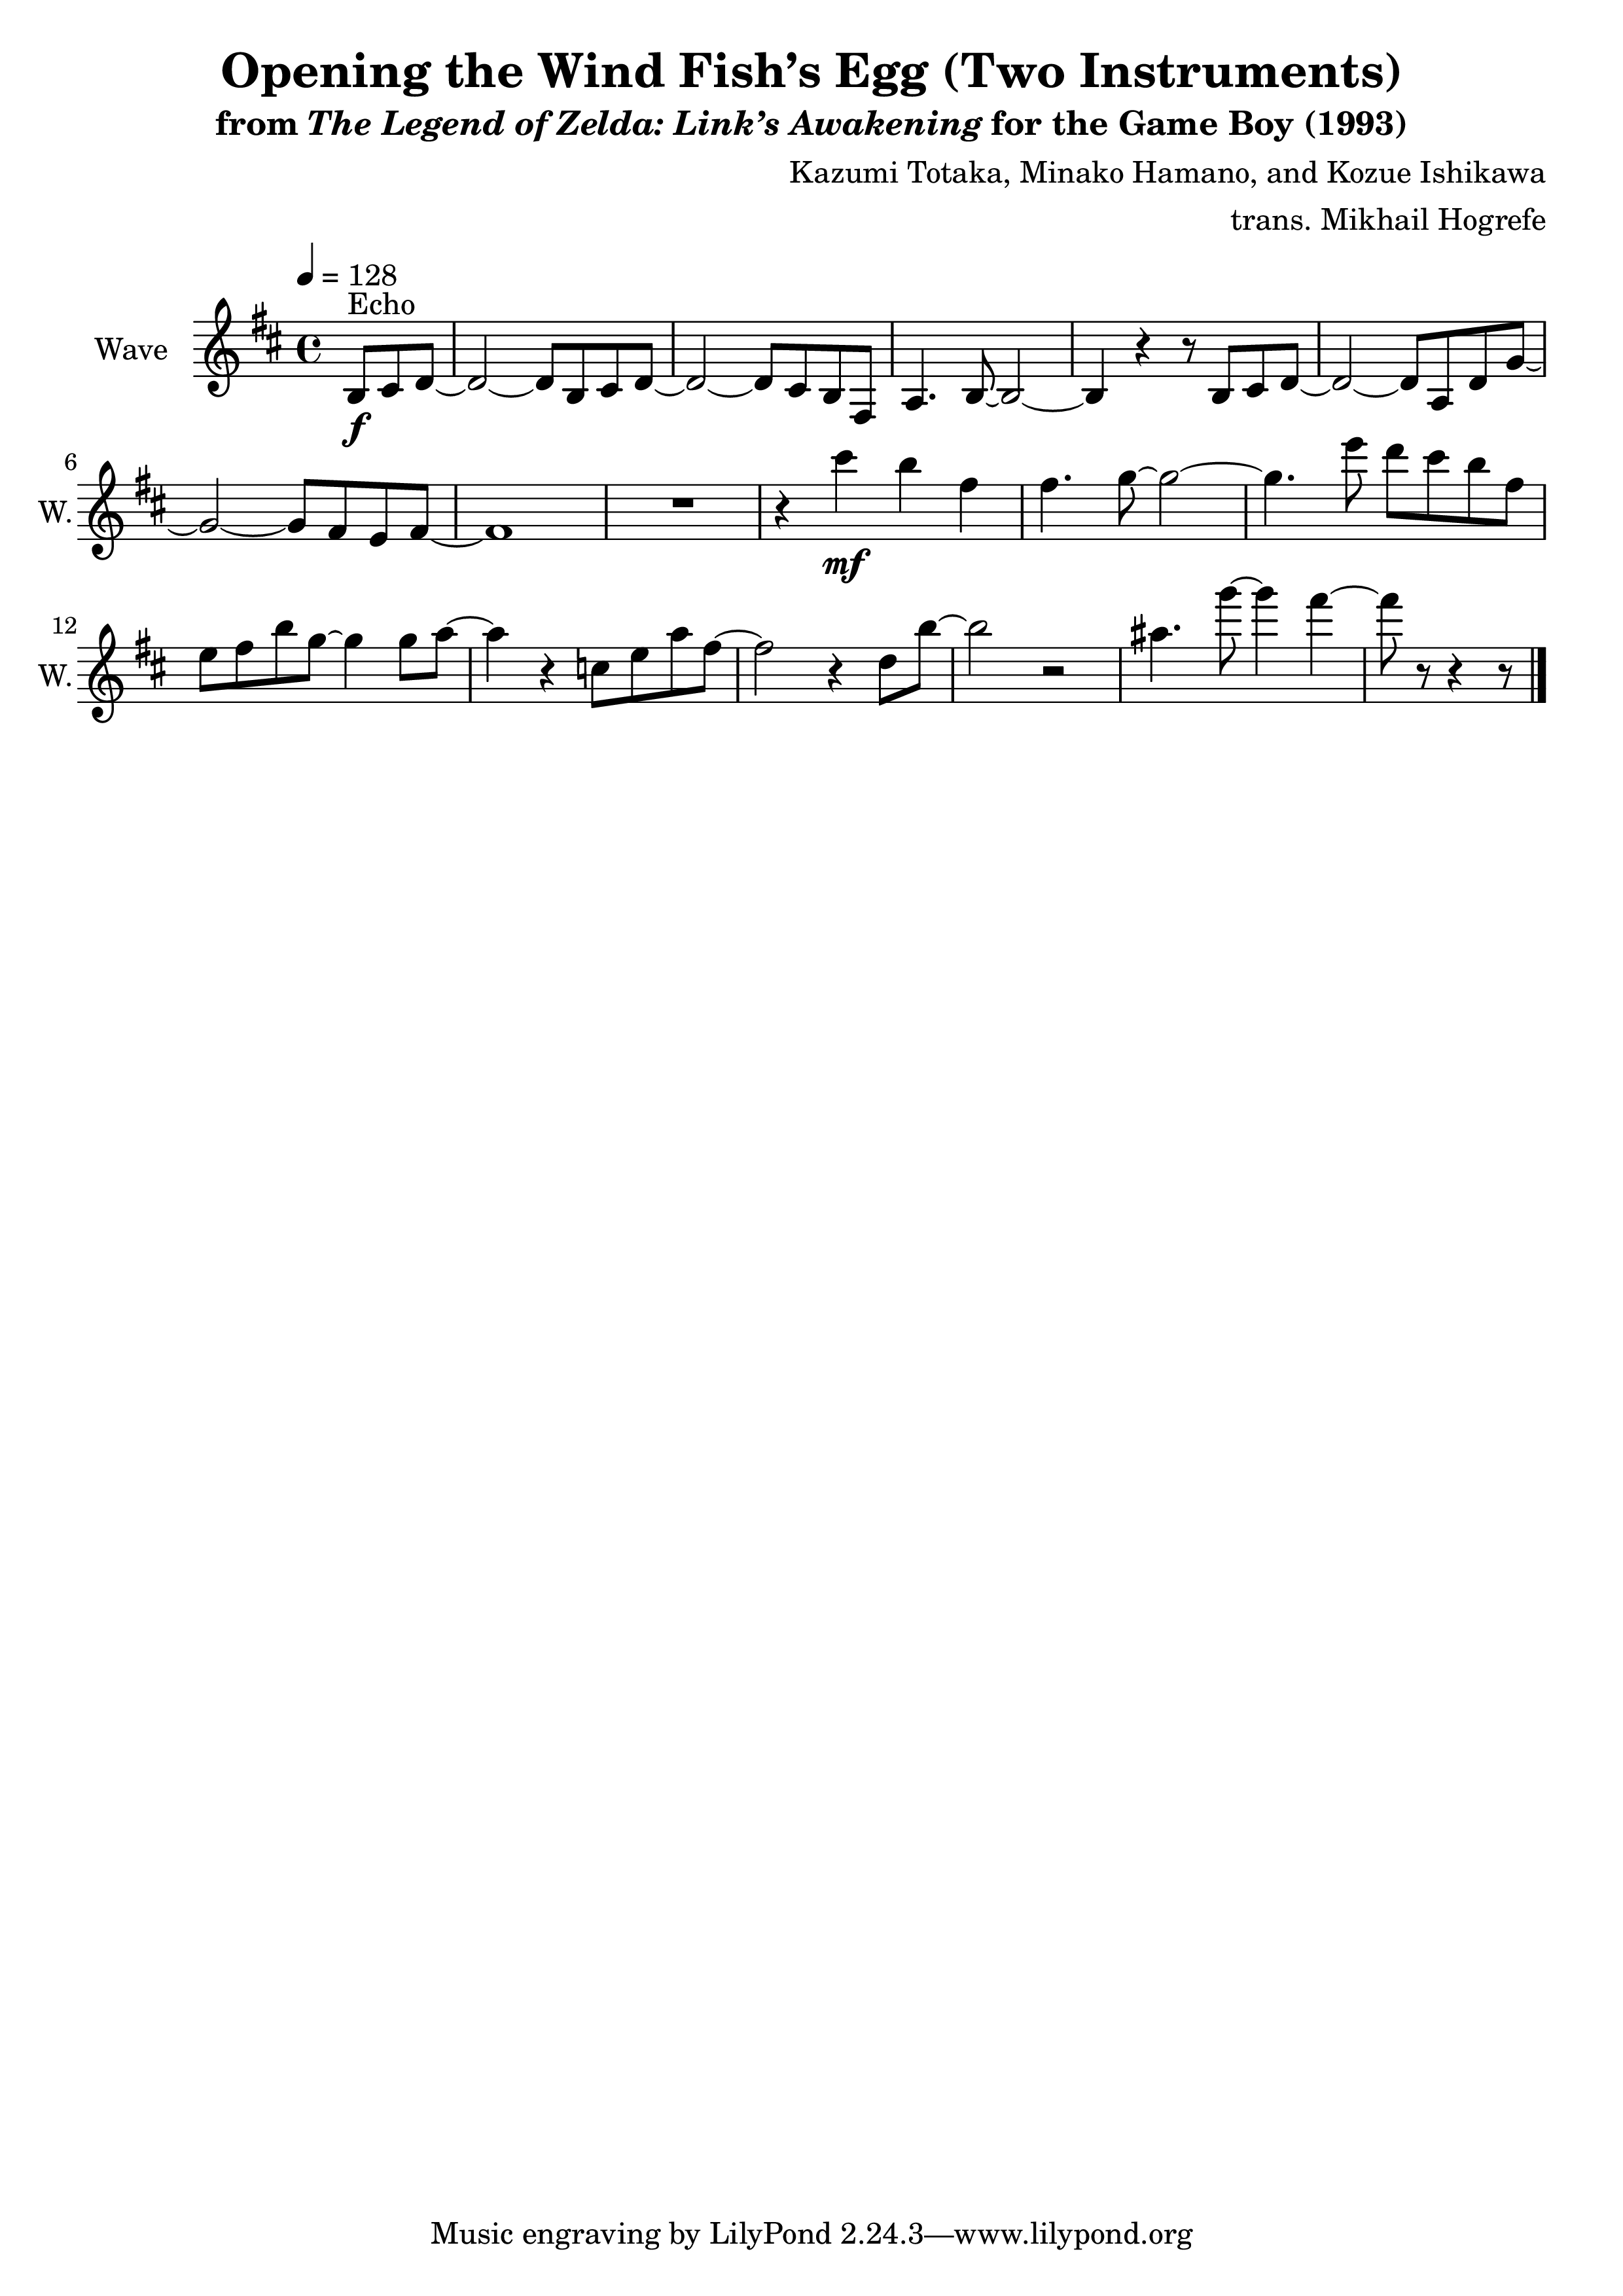 Opening the Wind Fish’s Egg (Two Instruments)
from The Legend of Zelda: Link’s Awakening for the Game Boy (1993)
Kazumi Totaka, Minako Hamano, and Kozue Ishikawa
trans. Mikhail Hogrefe
= 128
Echo
Wave
f
6
W.
mf
12
W.
Music engraving by LilyPond 2.24.3—www.lilypond.org